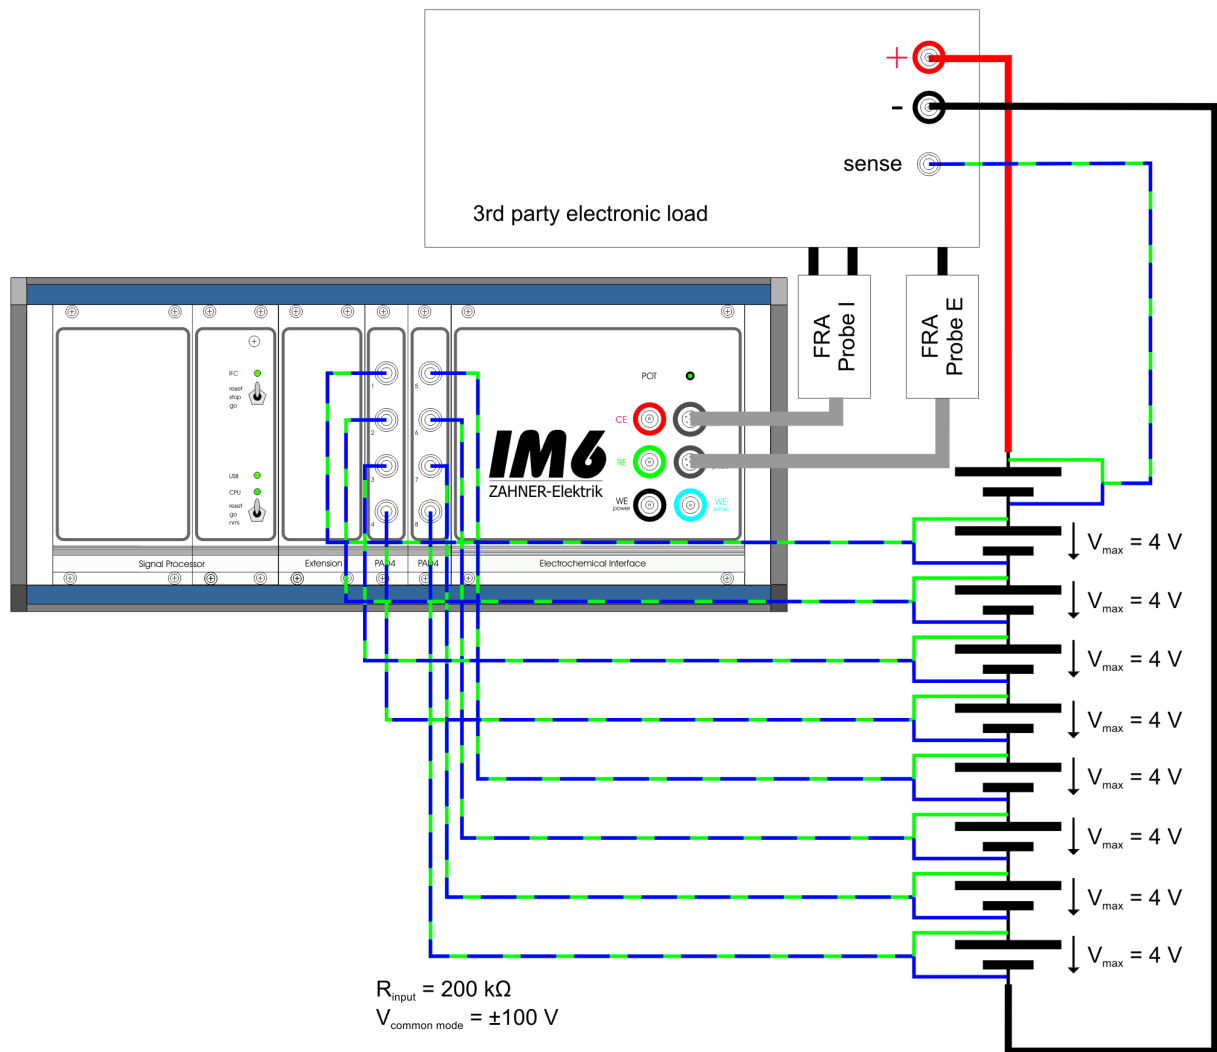 +
-
sense
3rd party electronic load
FRA
Probe I
FRA
Probe E
IFC
reset
stop
go
USB
CPU
reset
go
nmi
1
2
3
4
5
6
7
8
POT
CE
RE
WE
power
WE
IM6
ZAHNER-Elektrik
Signal Processor
Extension
PAD4
PAD4
Electrochemical Interface
Vmax = 4 V
Vmax = 4 V
Vmax = 4 V
Vmax = 4 V
Vmax = 4 V
Vmax = 4 V
Vmax = 4 V
Vmax = 4 V
Rinput = 200 kΩ
Vcommon mode = ±100 V